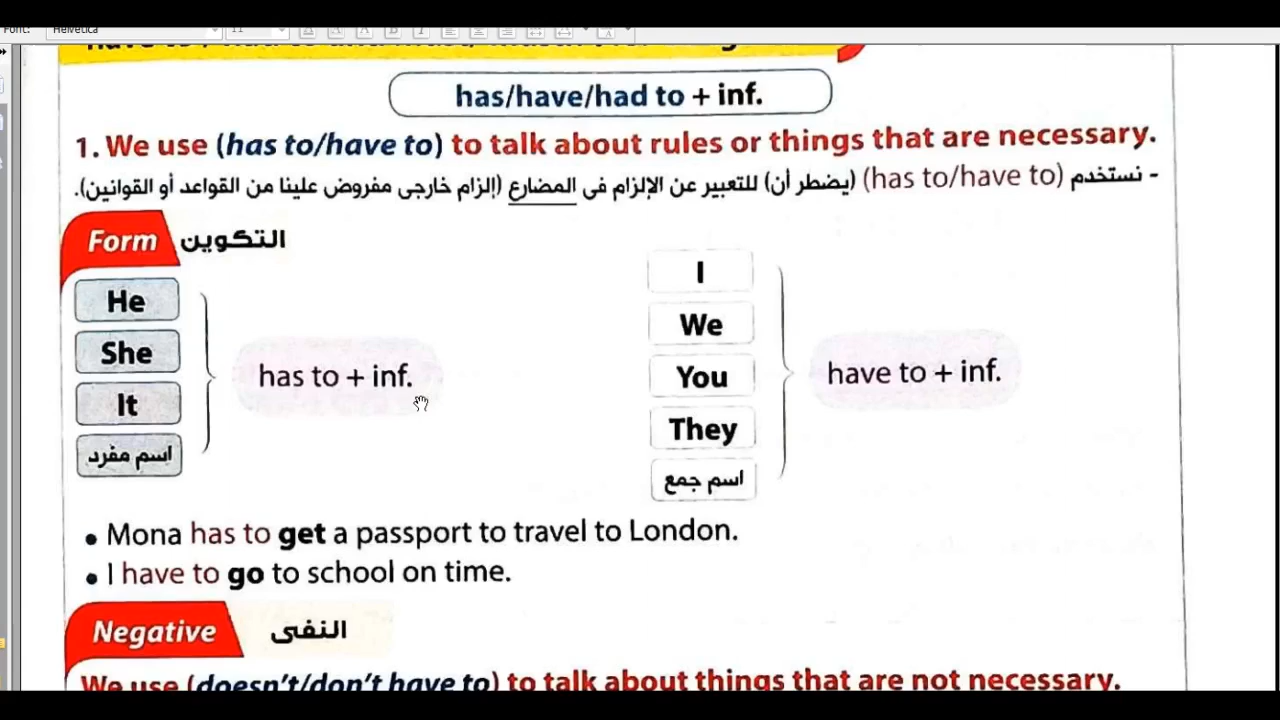 Font: Helvetica 11
has/have/had to + inf.
1. We use (has to/have to) to talk about rules or things that are necessary.
- نستخدم (has to/have to) (يضطر أن) للتعبير عن الإلزام فى المضارع (إلزام خارجى مفروض علينا من القواعد أو القوانين).
Form التكوين
He
She
It
اسم مفرد
has to + inf.
I
We
You
They
اسم جمع
have to + inf.
• Mona has to get a passport to travel to London.
• I have to go to school on time.
Negative النفى
We use (doesn't/don't have to) to talk about things that are not necessary.